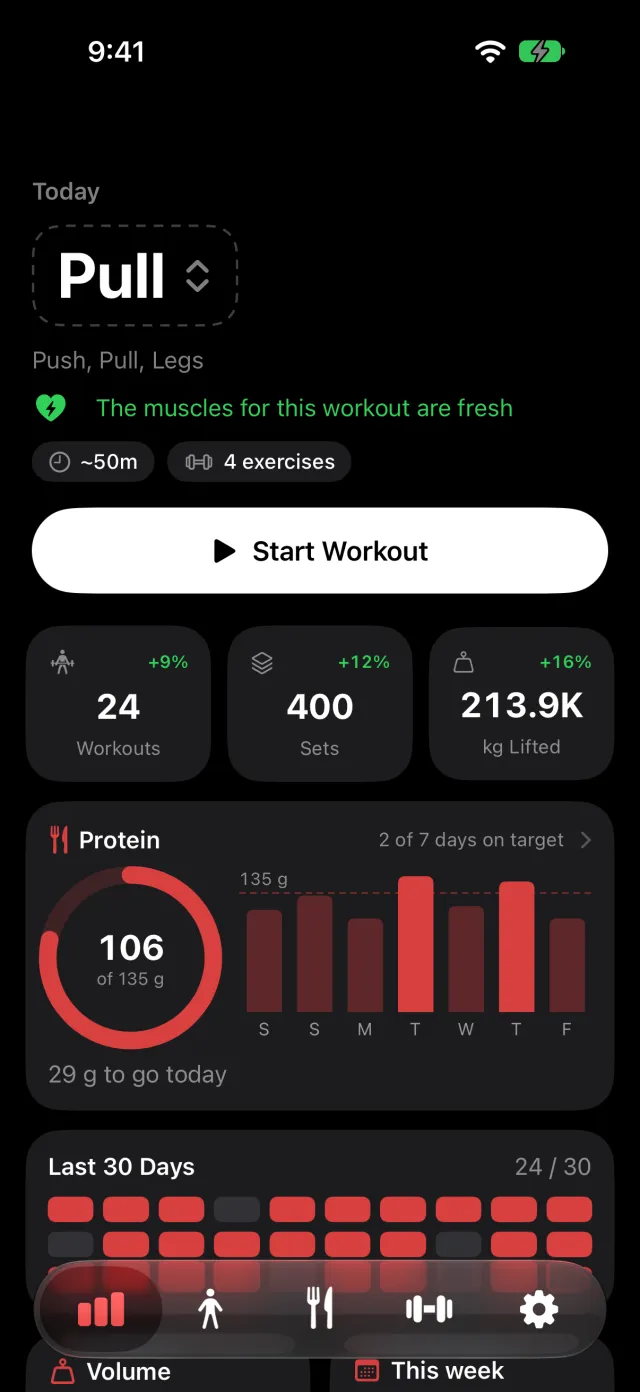 9:41
Today
Pull
Push, Pull, Legs
The muscles for this workout are fresh
~50m
4 exercises
Start Workout
+9%
24
Workouts
+12%
400
Sets
+16%
213.9K
kg Lifted
Protein
2 of 7 days on target
106
of 135 g
135 g
S S M T W T F
29 g to go today
Last 30 Days
24 / 30
Volume
This week